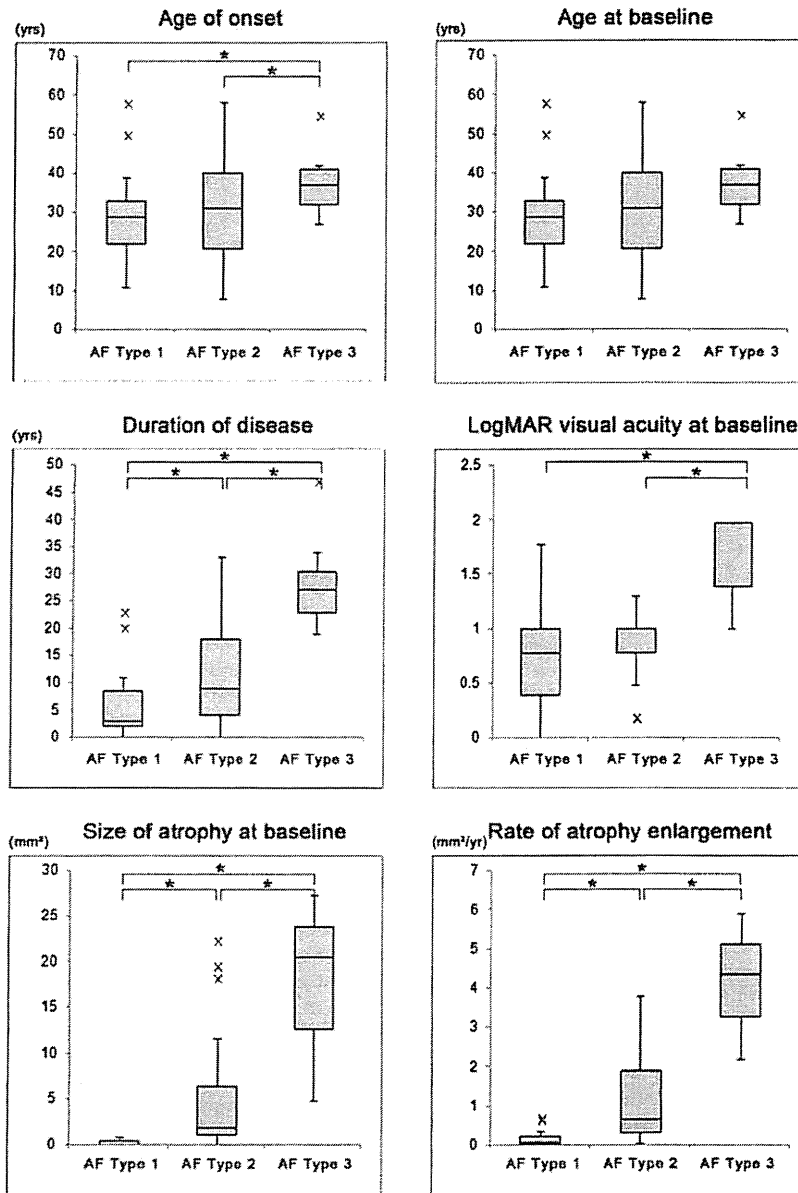 Age of onset
(yrs)
70
60
50
40
30
20
10
0
* 
*
x
x
x
AF Type 1 AF Type 2 AF Type 3
Age at baseline
(yrs)
70
60
50
40
30
20
10
0
x
x
x
AF Type 1 AF Type 2 AF Type 3
Duration of disease
(yrs)
50
45
40
35
30
25
20
15
10
5
0
*
* *
x
x
x
AF Type 1 AF Type 2 AF Type 3
LogMAR visual acuity at baseline
2.5
2
1.5
1
0.5
0
*
*
x
AF Type 1 AF Type 2 AF Type 3
Size of atrophy at baseline
(mm²)
30
25
20
15
10
5
0
*
* *
x
x
x
AF Type 1 AF Type 2 AF Type 3
Rate of atrophy enlargement
(mm²/yr)
7
6
5
4
3
2
1
0
*
* *
x
AF Type 1 AF Type 2 AF Type 3